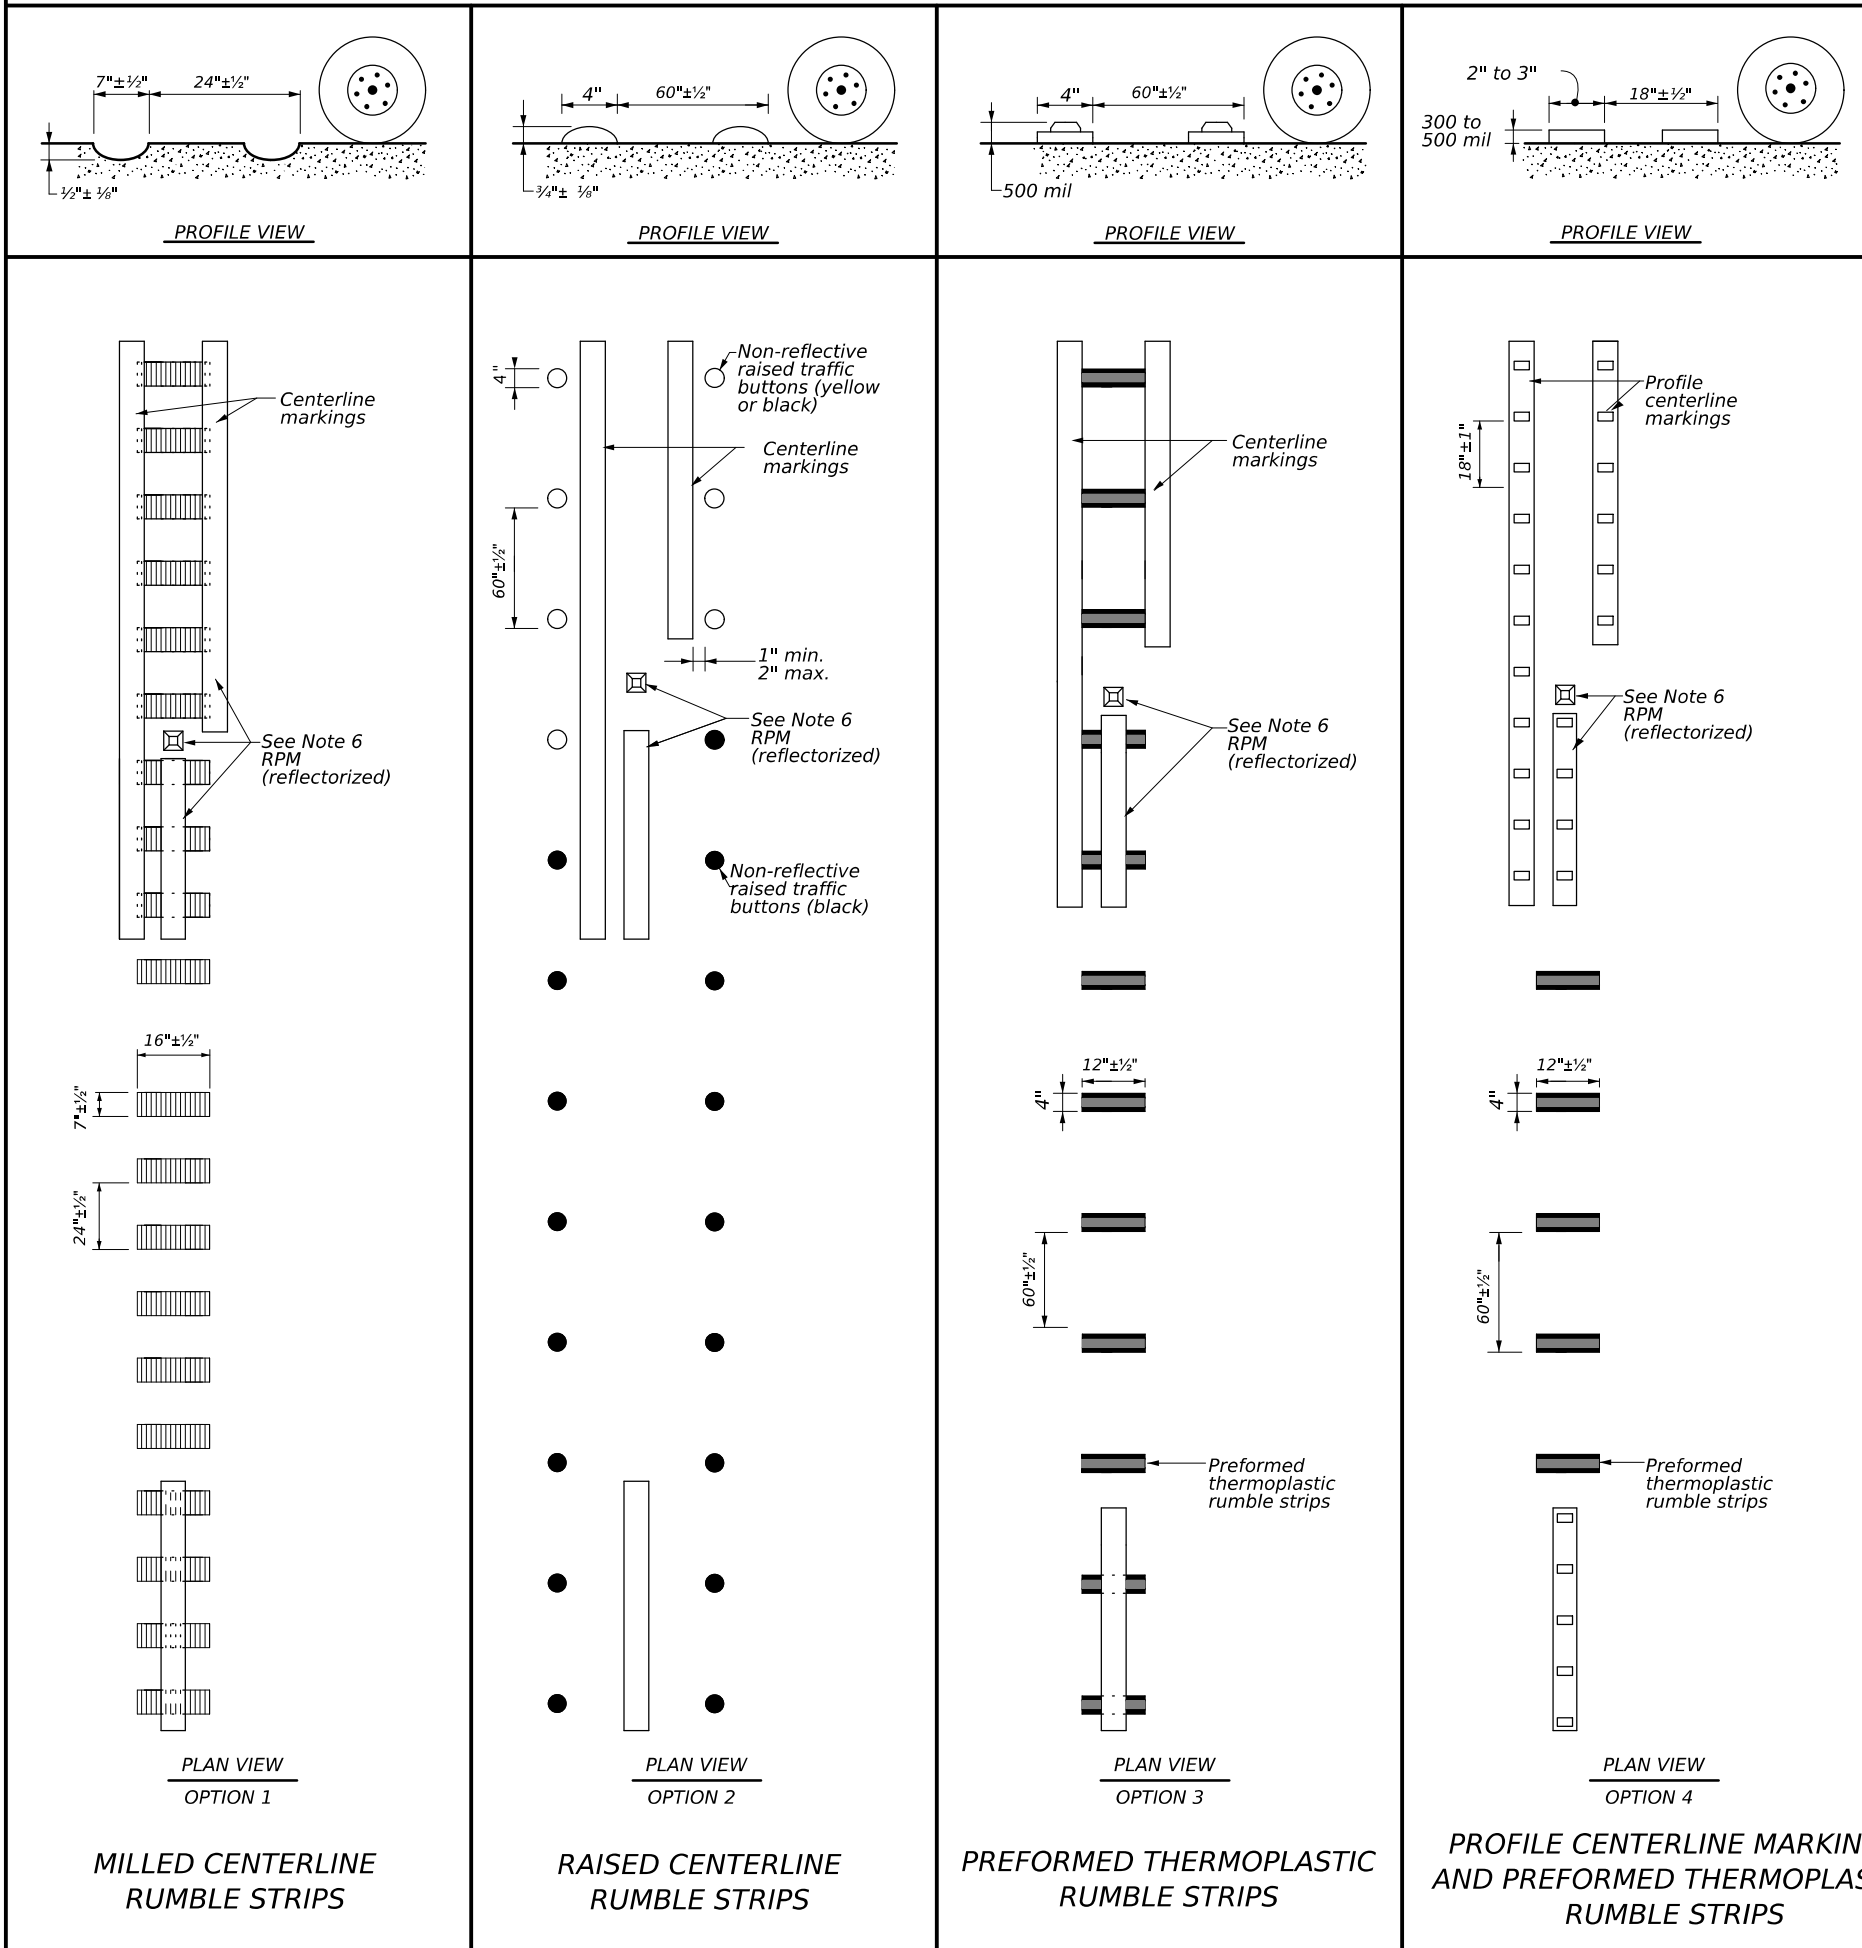 7"±½"
24"±½"
½"± ⅛"
PROFILE VIEW
4"
60"±½"
¾"± ⅛"
PROFILE VIEW
4"
60"±½"
500 mil
PROFILE VIEW
2" to 3"
18"±½"
300 to
500 mil
PROFILE VIEW
Centerline
markings
See Note 6
RPM
(reflectorized)
16"±½"
7"±½"
24"±½"
PLAN VIEW
OPTION 1
MILLED CENTERLINE
RUMBLE STRIPS
4"
Non-reflective
raised traffic
buttons (yellow
or black)
Centerline
markings
60"±½"
1" min.
2" max.
See Note 6
RPM
(reflectorized)
Non-reflective
raised traffic
buttons (black)
PLAN VIEW
OPTION 2
RAISED CENTERLINE
RUMBLE STRIPS
Centerline
markings
See Note 6
RPM
(reflectorized)
12"±½"
4"
60"±½"
Preformed
thermoplastic
rumble strips
PLAN VIEW
OPTION 3
PREFORMED THERMOPLASTIC
RUMBLE STRIPS
Profile
centerline
markings
18"±1"
See Note 6
RPM
(reflectorized)
12"±½"
4"
60"±½"
Preformed
thermoplastic
rumble strips
PLAN VIEW
OPTION 4
PROFILE CENTERLINE MARKIN
AND PREFORMED THERMOPLAS
RUMBLE STRIPS